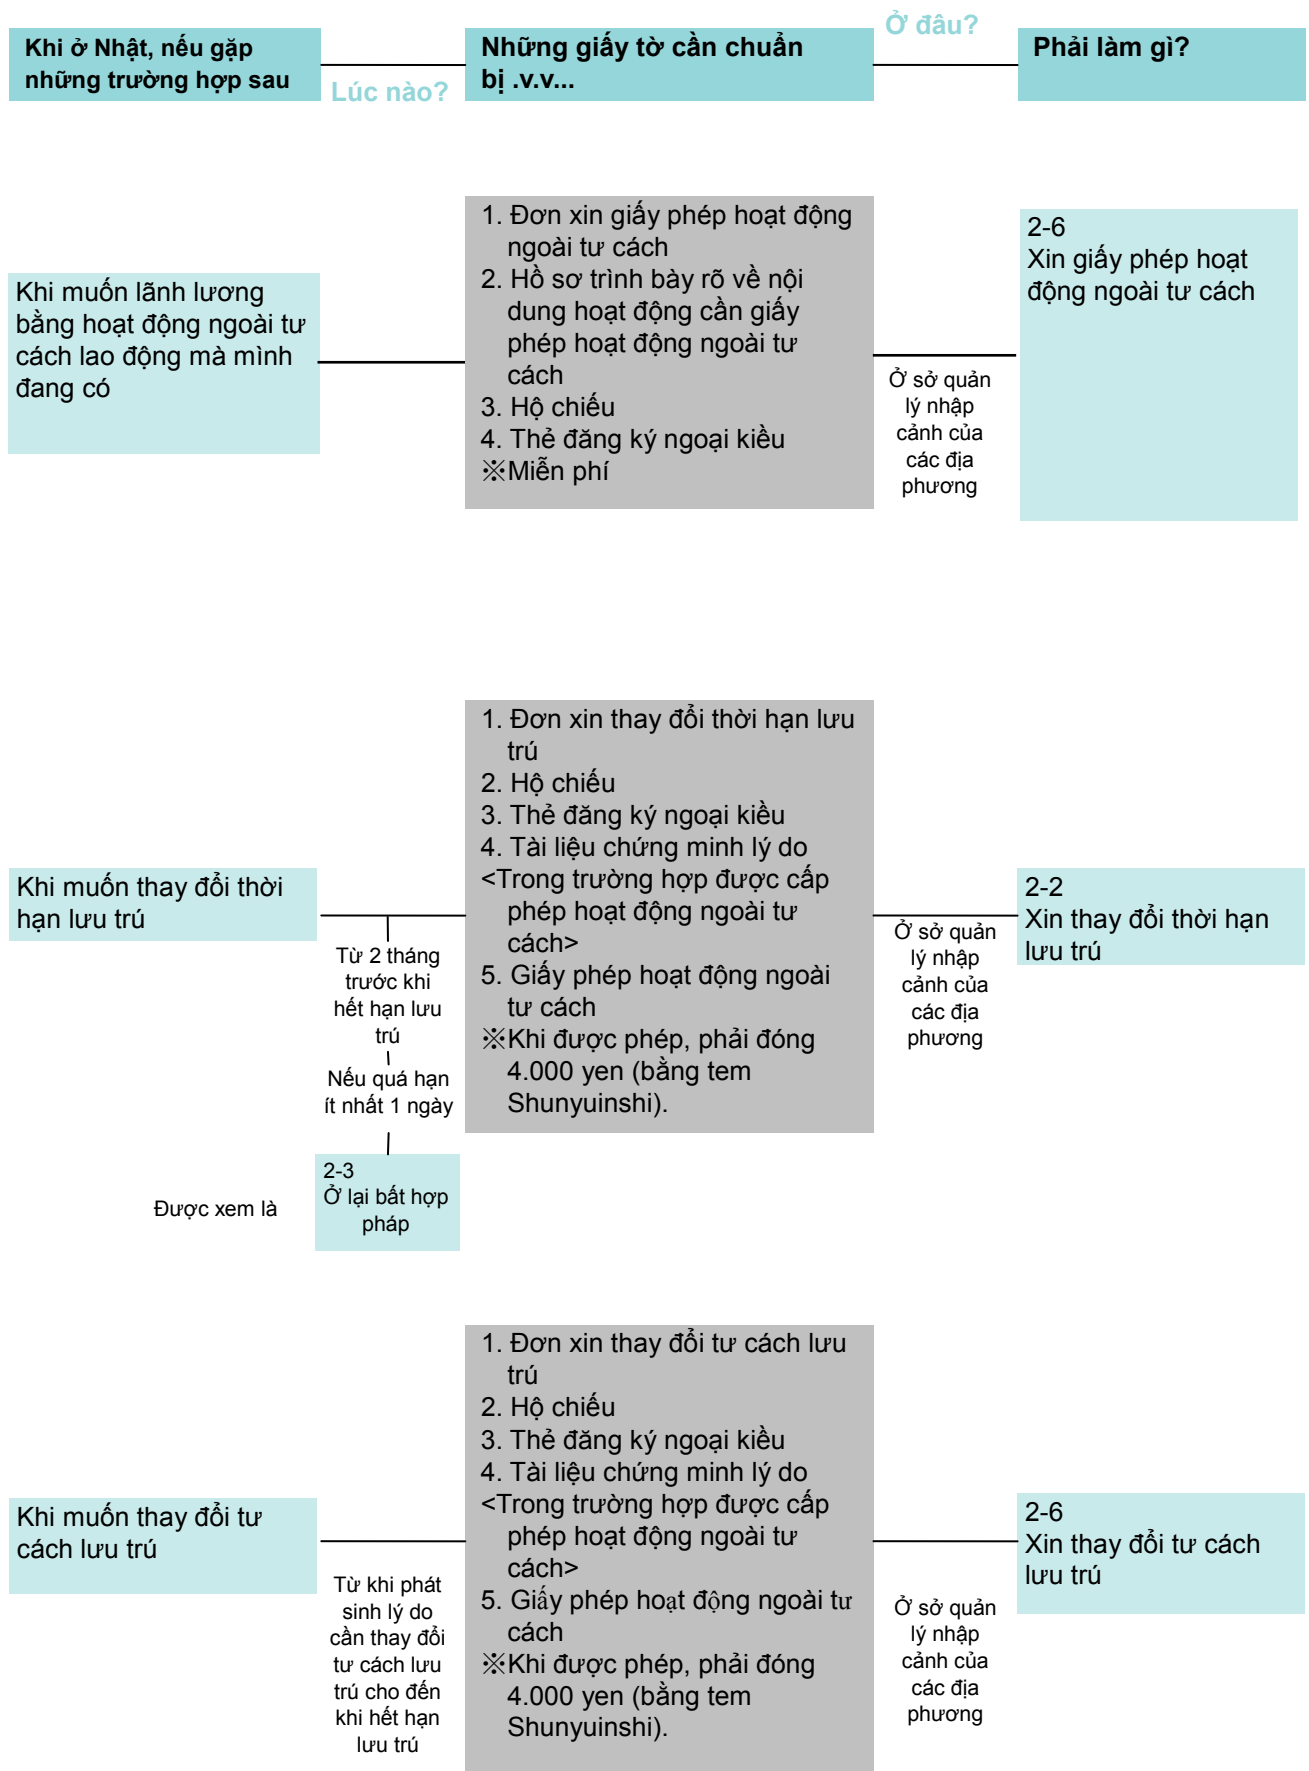 Ở đâu?
Khi ở Nhật, nếu gặp
những trường hợp sau
Lúc nào?
Những giấy tờ cần chuẩn
bị .v.v...
Phải làm gì?
Khi muốn lãnh lương
bằng hoạt động ngoài tư
cách lao động mà mình
đang có
1. Đơn xin giấy phép hoạt động
ngoài tư cách
2. Hồ sơ trình bày rõ về nội
dung hoạt động cần giấy
phép hoạt động ngoài tư
cách
3. Hộ chiếu
4. Thẻ đăng ký ngoại kiều
※Miễn phí
Ở sở quản
lý nhập
cảnh của
các địa
phương
2-6
Xin giấy phép hoạt
động ngoài tư cách
Khi muốn thay đổi thời
hạn lưu trú
Từ 2 tháng
trước khi
hết hạn lưu
trú
Nếu quá hạn
ít nhất 1 ngày
Được xem là
2-3
Ở lại bất hợp
pháp
1. Đơn xin thay đổi thời hạn lưu
trú
2. Hộ chiếu
3. Thẻ đăng ký ngoại kiều
4. Tài liệu chứng minh lý do
<Trong trường hợp được cấp
phép hoạt động ngoài tư
cách>
5. Giấy phép hoạt động ngoài
tư cách
※Khi được phép, phải đóng
4.000 yen (bằng tem
Shunyuinshi).
Ở sở quản
lý nhập
cảnh của
các địa
phương
2-2
Xin thay đổi thời hạn
lưu trú
Khi muốn thay đổi tư
cách lưu trú
Từ khi phát
sinh lý do
cần thay đổi
tư cách lưu
trú cho đến
khi hết hạn
lưu trú
1. Đơn xin thay đổi tư cách lưu
trú
2. Hộ chiếu
3. Thẻ đăng ký ngoại kiều
4. Tài liệu chứng minh lý do
<Trong trường hợp được cấp
phép hoạt động ngoài tư
cách>
5. Giấy phép hoạt động ngoài tư
cách
※Khi được phép, phải đóng
4.000 yen (bằng tem
Shunyuinshi).
Ở sở quản
lý nhập
cảnh của
các địa
phương
2-6
Xin thay đổi tư cách
lưu trú